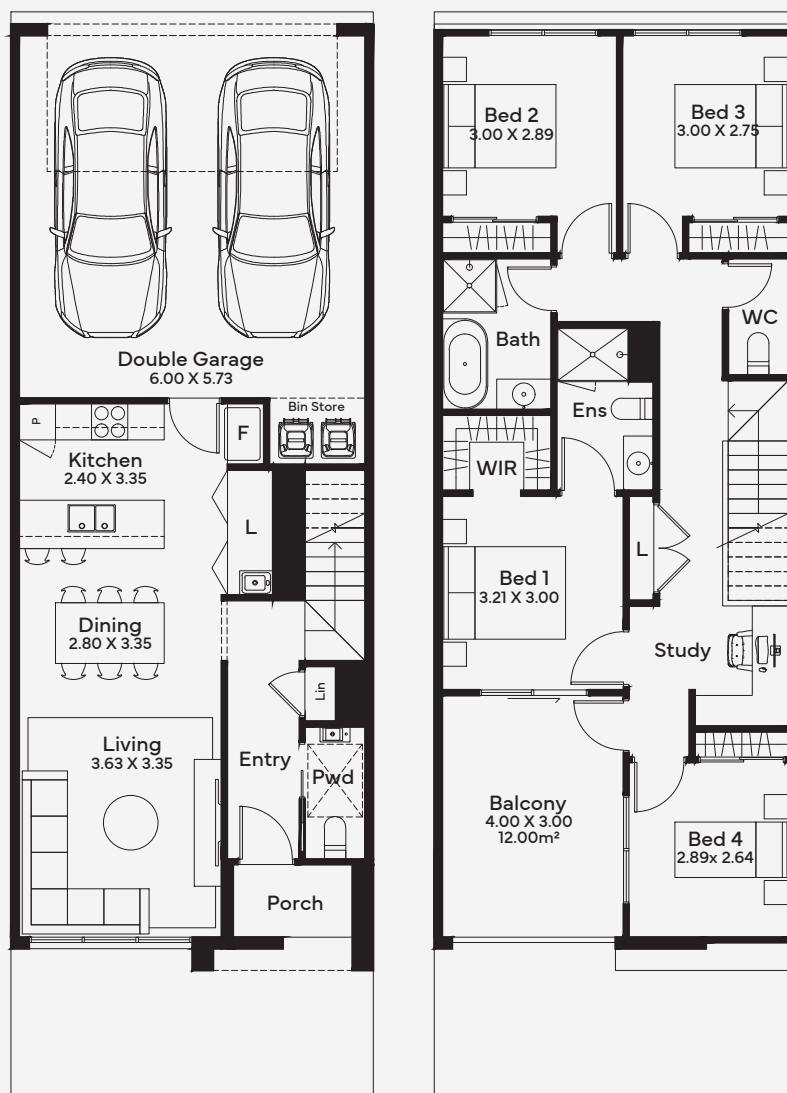 Double Garage
6.00 X 5.73
Bin Store
P
F
Kitchen
2.40 X 3.35
L
Dining
2.80 X 3.35
Lin
Living
3.63 X 3.35
Entry
Pwd
Porch
Bed 2
3.00 X 2.89
Bed 3
3.00 X 2.75
Bath
WC
Ens
WIR
L
Bed 1
3.21 X 3.00
Study
Balcony
4.00 X 3.00
12.00m²
Bed 4
2.89x 2.64